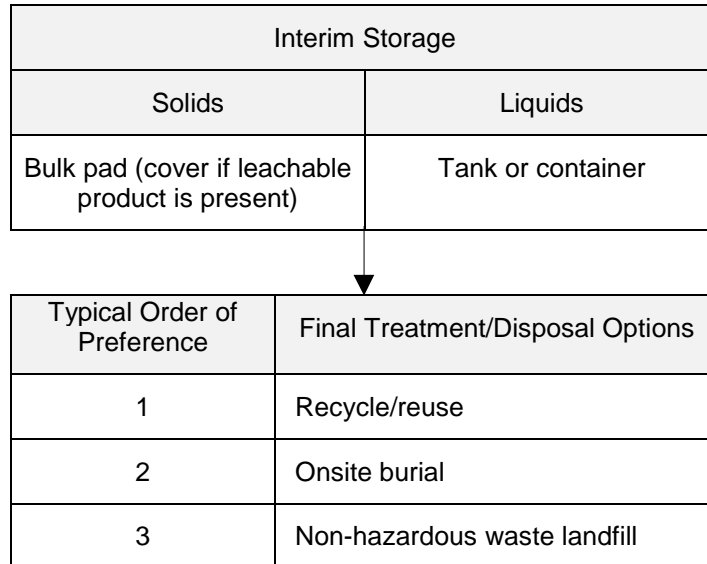 Interim Storage
Solids
Liquids
Bulk pad (cover if leachable
product is present)
Tank or container
Typical Order of
Preference
Final Treatment/Disposal Options
1
Recycle/reuse
2
Onsite burial
3
Non-hazardous waste landfill